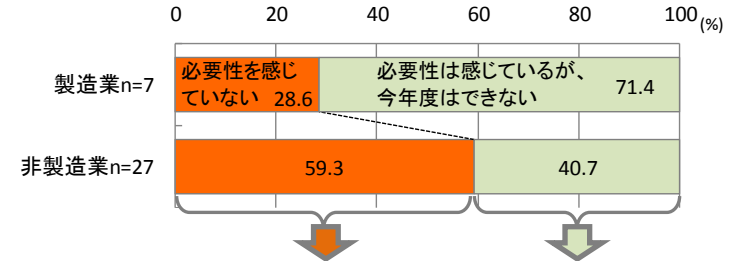 0 20 40 60 80 100 (%)
製造業n=7
必要性を感じ
ていない 28.6
必要性は感じているが、
今年度はできない 71.4
非製造業n=27
59.3 40.7